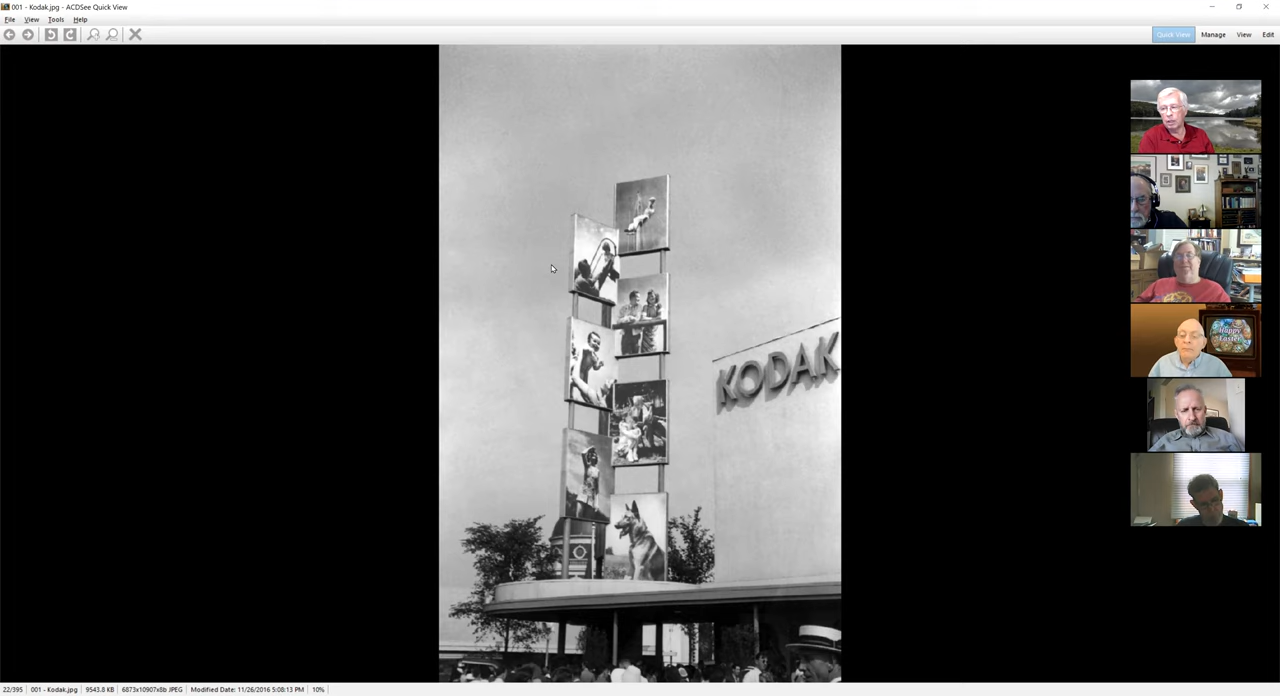 001 - Kodak.jpg - ACDSee Quick View
File View Tools Help
Quick View Manage View Edit
KODAK
Happy
Easter
22/395 001 - Kodak.jpg 9543.8 KB 6873x10907x8b JPEG Modified Date: 11/26/2016 5:08:13 PM 10%